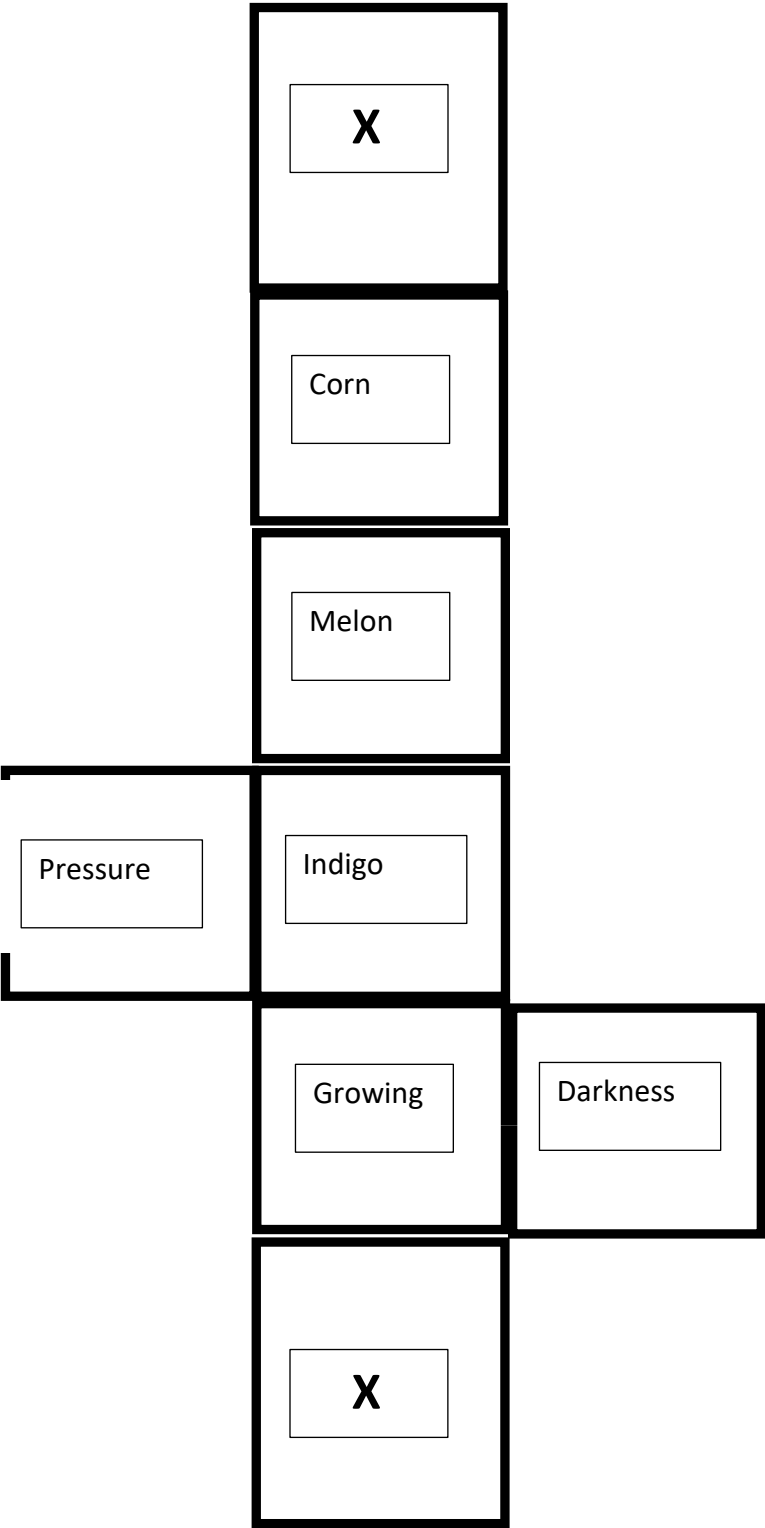 X
Corn
Melon
Pressure
Indigo
Growing
Darkness
X